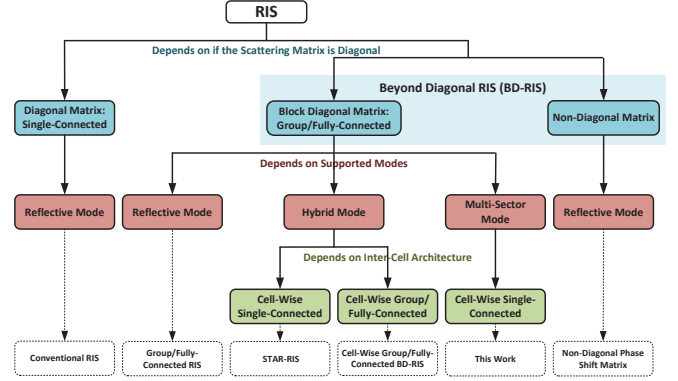 RIS
Depends on if the Scattering Matrix is Diagonal
Beyond Diagonal RIS (BD-RIS)
Diagonal Matrix:
Single-Connected
Block Diagonal Matrix:
Group/Fully-Connected
Non-Diagonal Matrix
Depends on Supported Modes
Reflective Mode
Reflective Mode
Hybrid Mode
Multi-Sector
Mode
Reflective Mode
Depends on Inter-Cell Architecture
Cell-Wise
Single-Connected
Cell-Wise Group/
Fully-Connected
Cell-Wise Single-
Connected
Conventional RIS
Group/Fully-
Connected RIS
STAR-RIS
Cell-Wise Group/Fully-
Connected BD-RIS
This Work
Non-Diagonal Phase
Shift Matrix